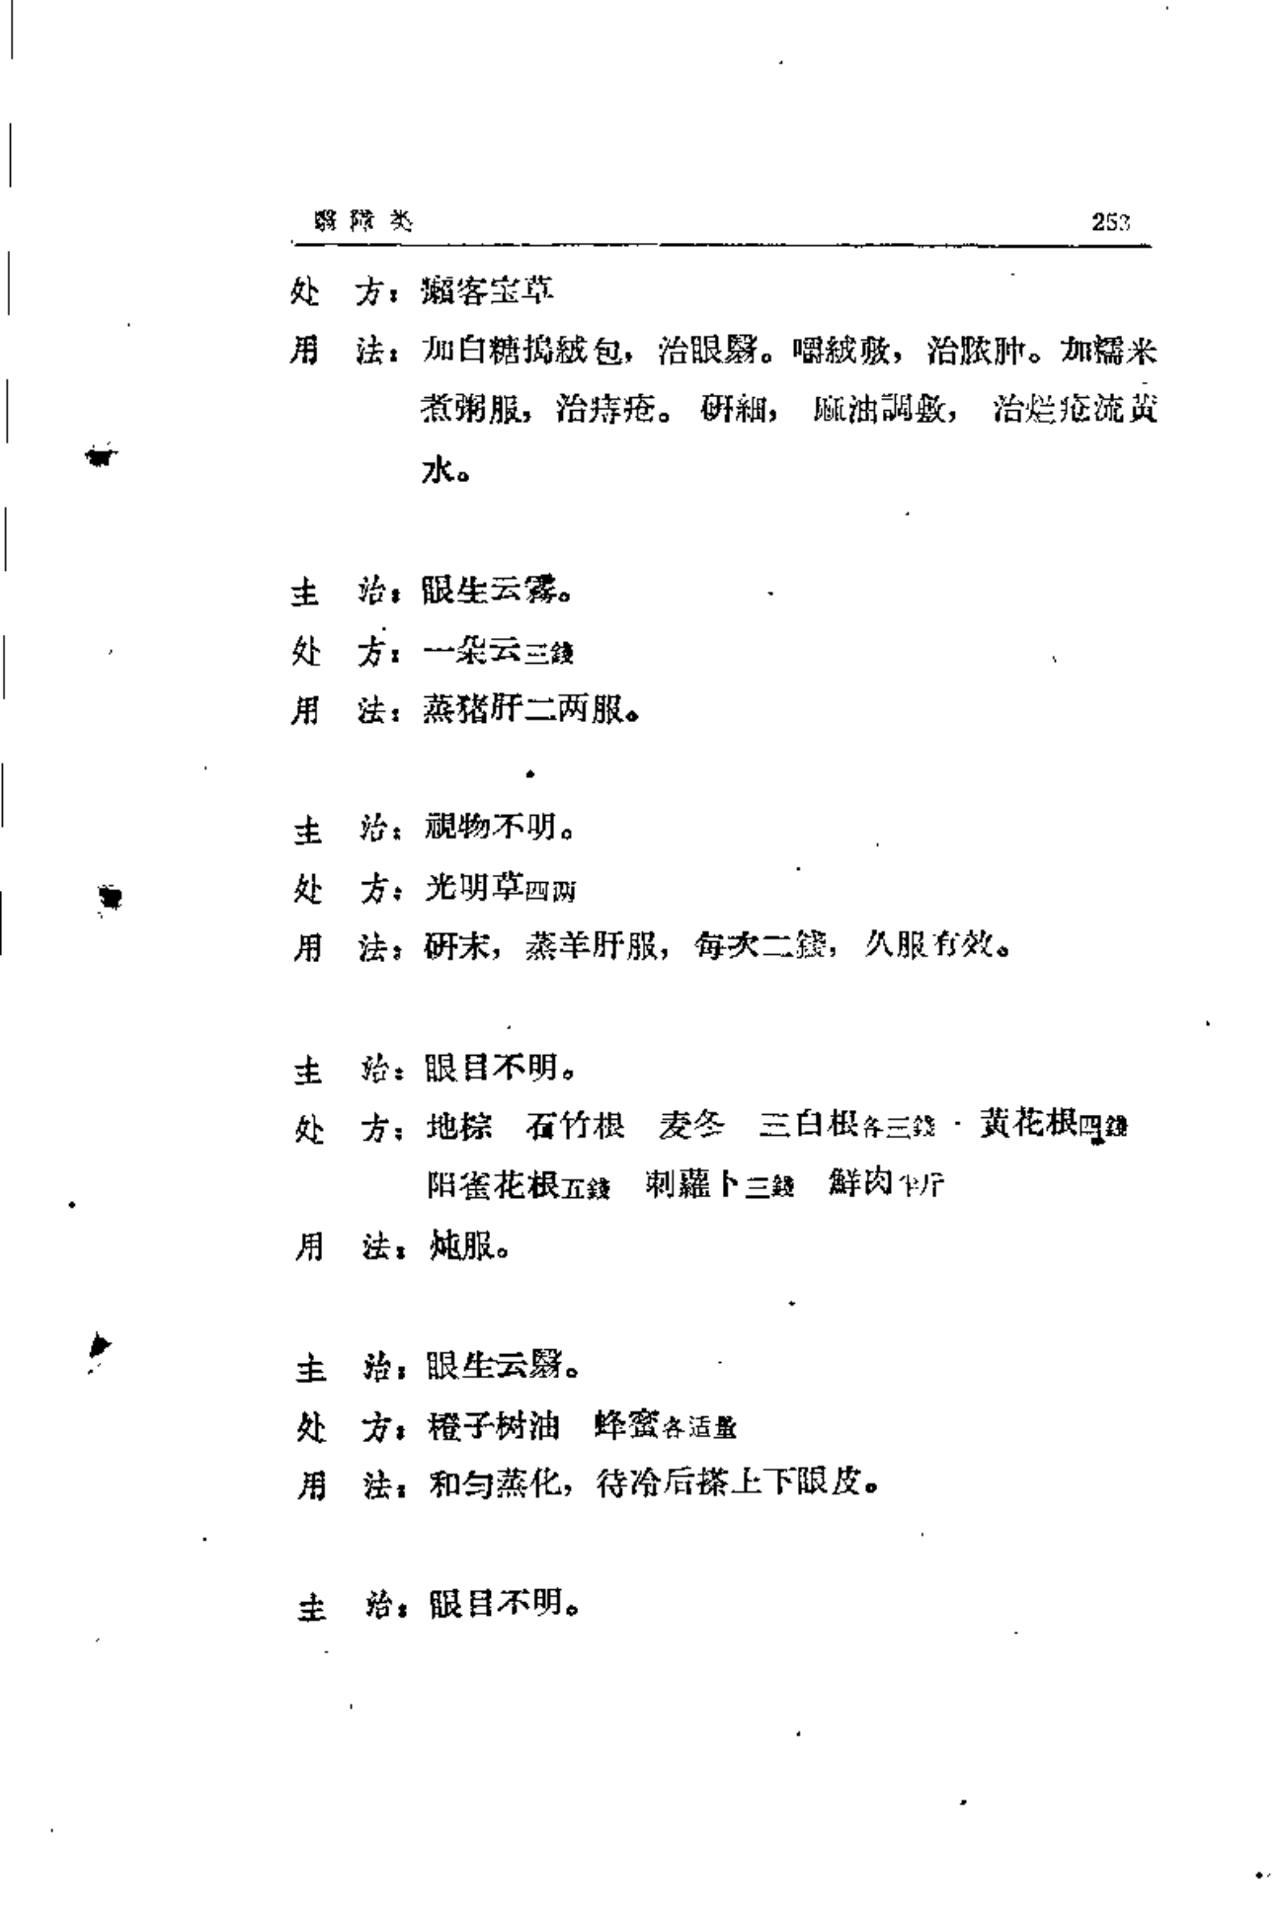 翳障类 253
处　方：癞客宝草
用　法：加白糖捣絨包，治眼翳。嚼絨敷，治脓肿。加糯米
煮粥服，治痔疮。研細，麻油調敷，治烂疮流黄
水。
主　治：眼生云霧。
处　方：一朶云三錢
用　法：蒸猪肝二两服。
主　治：視物不明。
处　方：光明草四两
用　法：研末，蒸羊肝服，每次二錢，久服有效。
主　治：眼目不明。
处　方：地棕　石竹根　麦冬　三白根各三錢　黄花根四錢
阳雀花根五錢　刺蘿卜三錢　鮮肉半斤
用　法：炖服。
主　治：眼生云翳。
处　方：橙子树油　蜂蜜各适量
用　法：和匀蒸化，待冷后搽上下眼皮。
主　治：眼目不明。